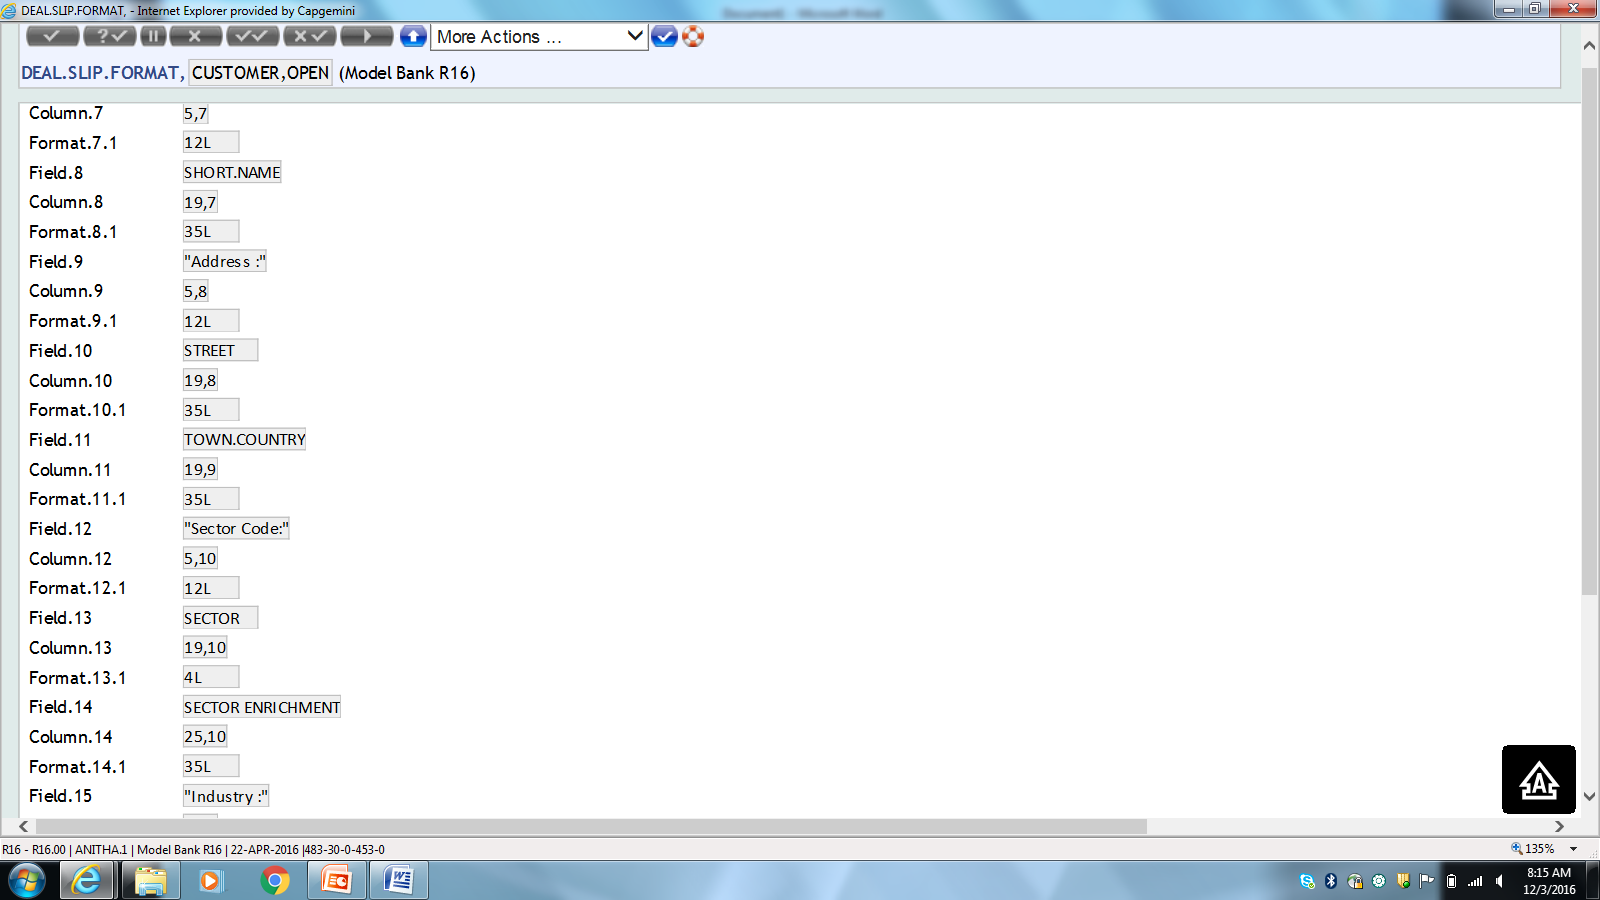 DEAL.SLIP.FORMAT, - Internet Explorer provided by Capgemini
Document1 - Microsoft Word
More Actions ...
DEAL.SLIP.FORMAT, CUSTOMER,OPEN (Model Bank R16)
Column.7 5,7
Format.7.1 12L
Field.8 SHORT.NAME
Column.8 19,7
Format.8.1 35L
Field.9 "Address :"
Column.9 5,8
Format.9.1 12L
Field.10 STREET
Column.10 19,8
Format.10.1 35L
Field.11 TOWN.COUNTRY
Column.11 19,9
Format.11.1 35L
Field.12 "Sector Code:"
Column.12 5,10
Format.12.1 12L
Field.13 SECTOR
Column.13 19,10
Format.13.1 4L
Field.14 SECTOR ENRICHMENT
Column.14 25,10
Format.14.1 35L
Field.15 "Industry :"
A
R16 - R16.00 | ANITHA.1 | Model Bank R16 | 22-APR-2016 |483-30-0-453-0
135%
8:15 AM
12/3/2016